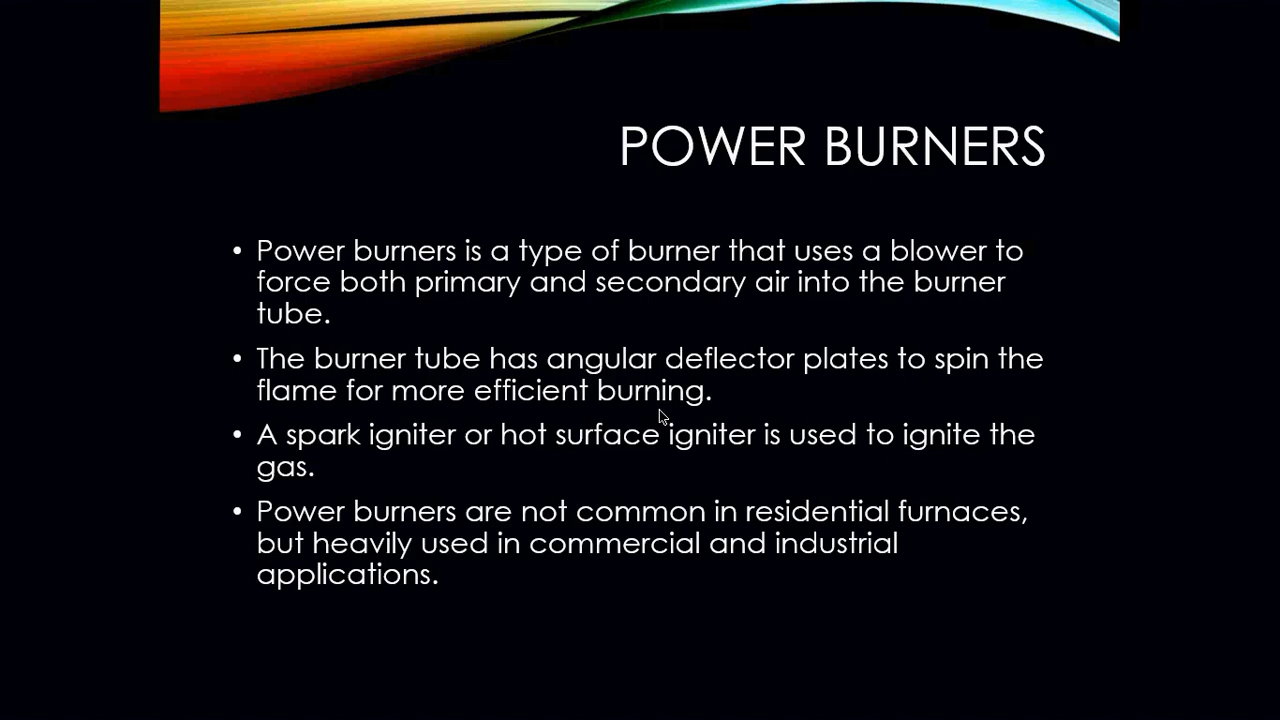 POWER BURNERS
• Power burners is a type of burner that uses a blower to
force both primary and secondary air into the burner
tube.
• The burner tube has angular deflector plates to spin the
flame for more efficient burning.
• A spark igniter or hot surface igniter is used to ignite the
gas.
• Power burners are not common in residential furnaces,
but heavily used in commercial and industrial
applications.